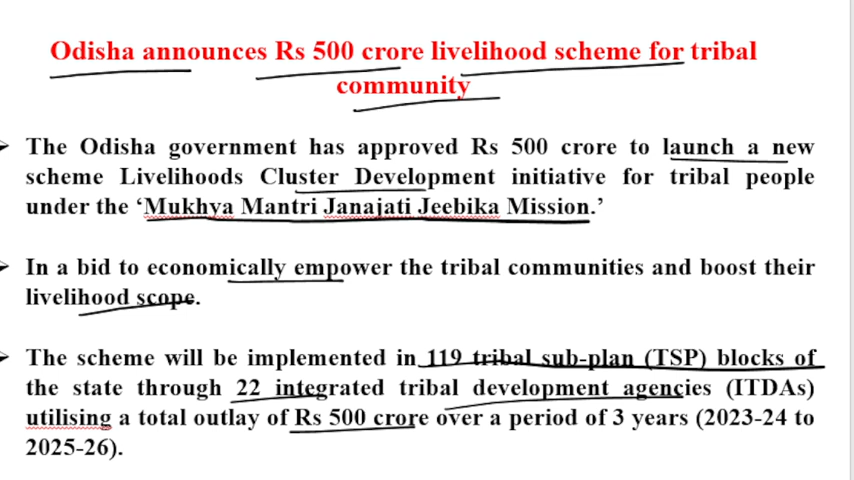 Odisha announces Rs 500 crore livelihood scheme for tribal
community
The Odisha government has approved Rs 500 crore to launch a new
scheme Livelihoods Cluster Development initiative for tribal people
under the ‘Mukhya Mantri Janajati Jeebika Mission.’
In a bid to economically empower the tribal communities and boost their
livelihood scope.
The scheme will be implemented in 119 tribal sub-plan (TSP) blocks of
the state through 22 integrated tribal development agencies (ITDAs)
utilising a total outlay of Rs 500 crore over a period of 3 years (2023-24 to
2025-26).